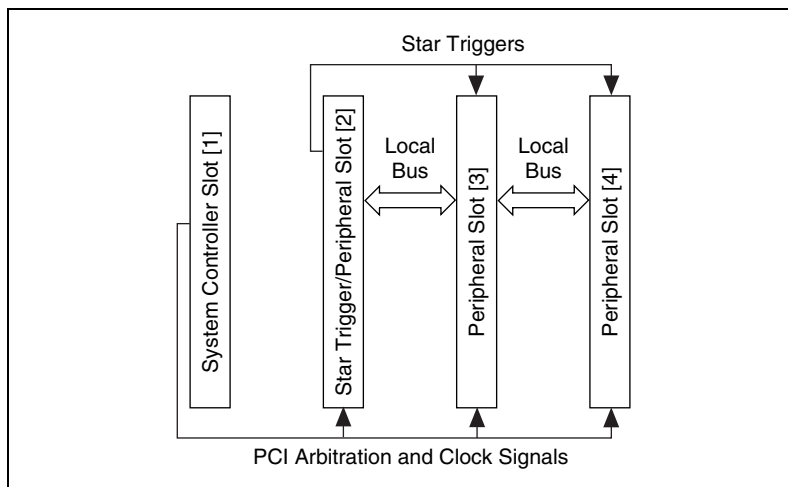 Star Triggers
System Controller Slot [1]
Star Trigger/Peripheral Slot [2]
Local
Bus
Peripheral Slot [3]
Local
Bus
Peripheral Slot [4]
PCI Arbitration and Clock Signals